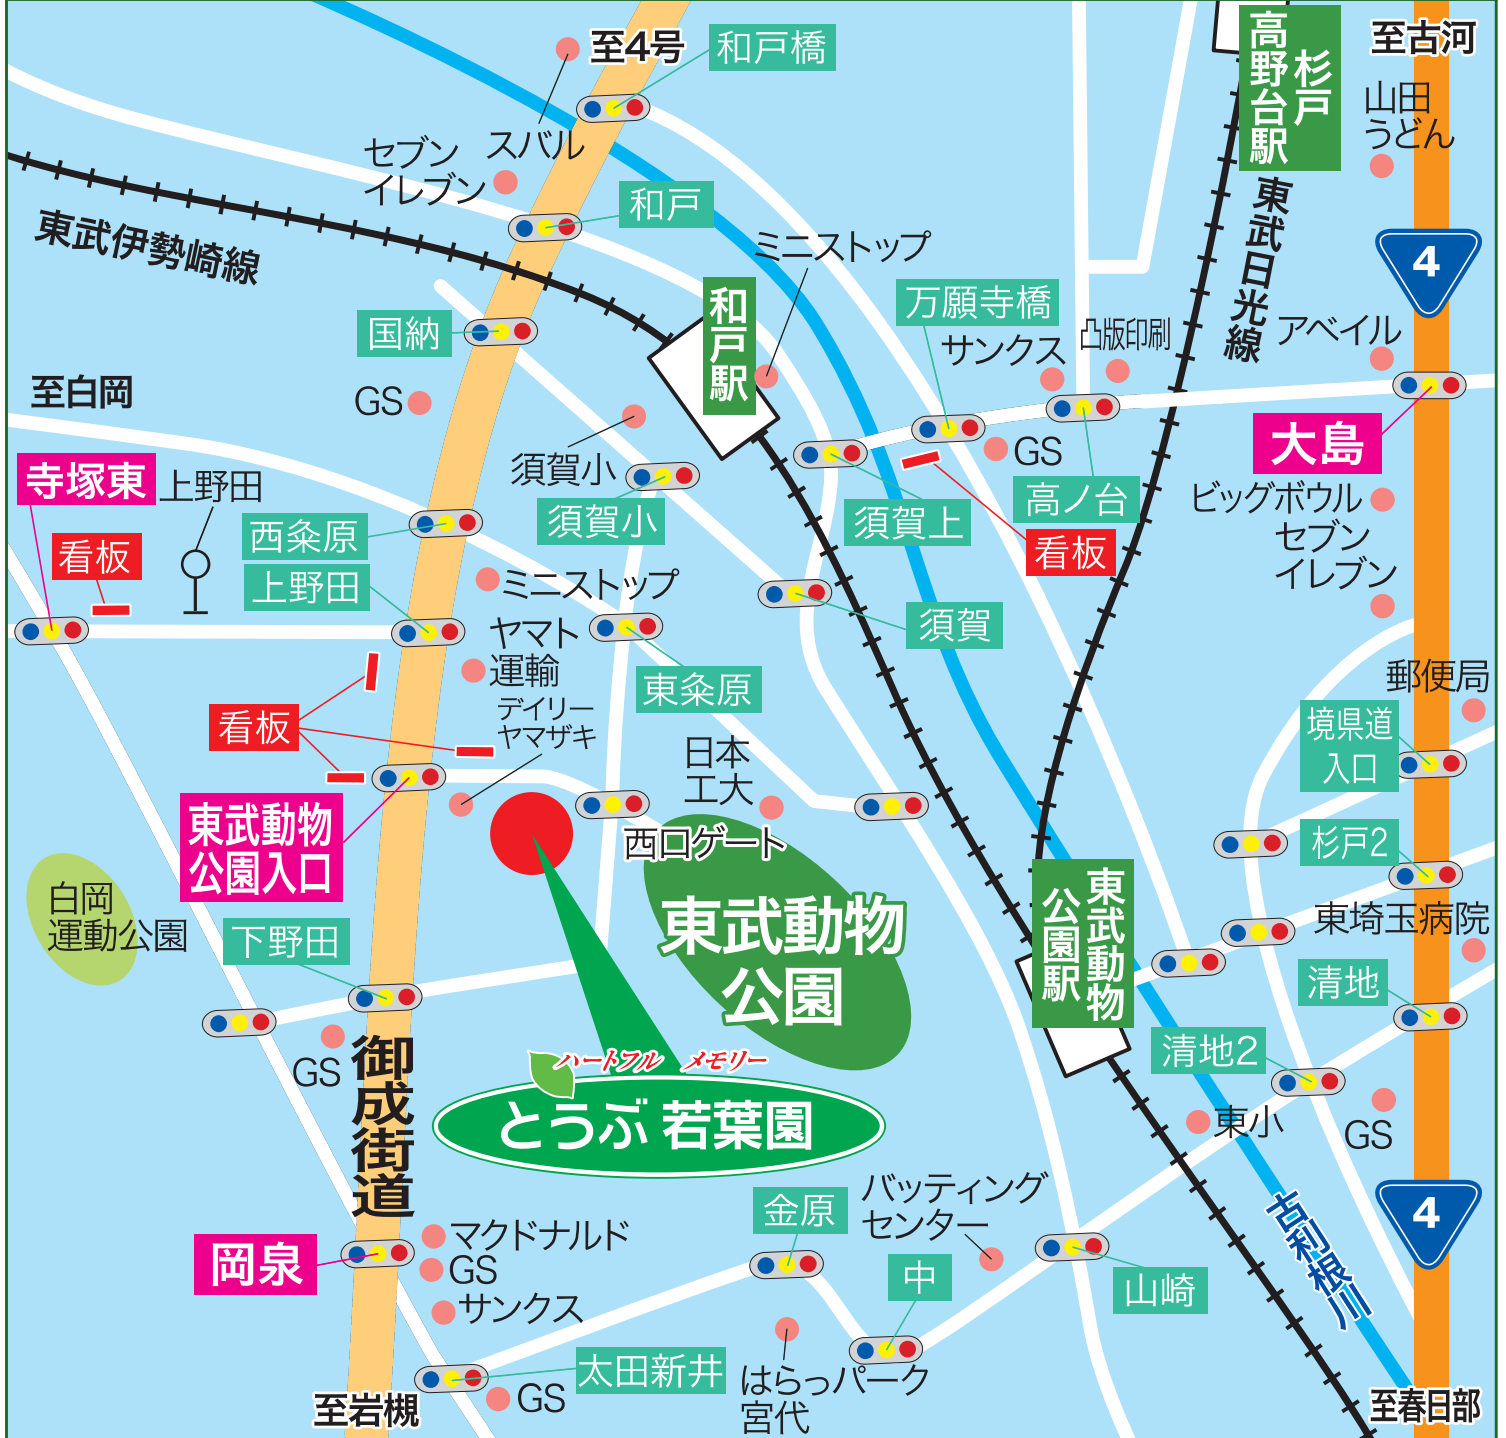 至4号
和戸橋
杉戸
高野台駅
至古河
山田
うどん
スバル
セブン
イレブン
和戸
東武伊勢崎線
ミニストップ
東武日光線
4
国納
和戸駅
万願寺橋
サンクス
凸版印刷
アベイル
至白岡
GS
大島
GS
寺塚東
上野田
須賀小
須賀小
高ノ台
ビッグボウル
西粂原
須賀上
看板
セブン
イレブン
看板
上野田
ミニストップ
須賀
ヤマト
運輸
東粂原
郵便局
看板
デイリー
ヤマザキ
境県道
入口
日本
工大
東武動物
公園入口
西口ゲート
杉戸2
白岡
運動公園
東武動物
公園
東武動物
公園駅
東埼玉病院
下野田
清地
御成街道
GS
清地2
ハートフル メモリー
とうぶ 若葉園
東小
GS
金原
バッティング
センター
4
古利根川
岡泉
マクドナルド
GS
サンクス
中
山崎
太田新井
GS
はらっパーク
宮代
至岩槻
至春日部